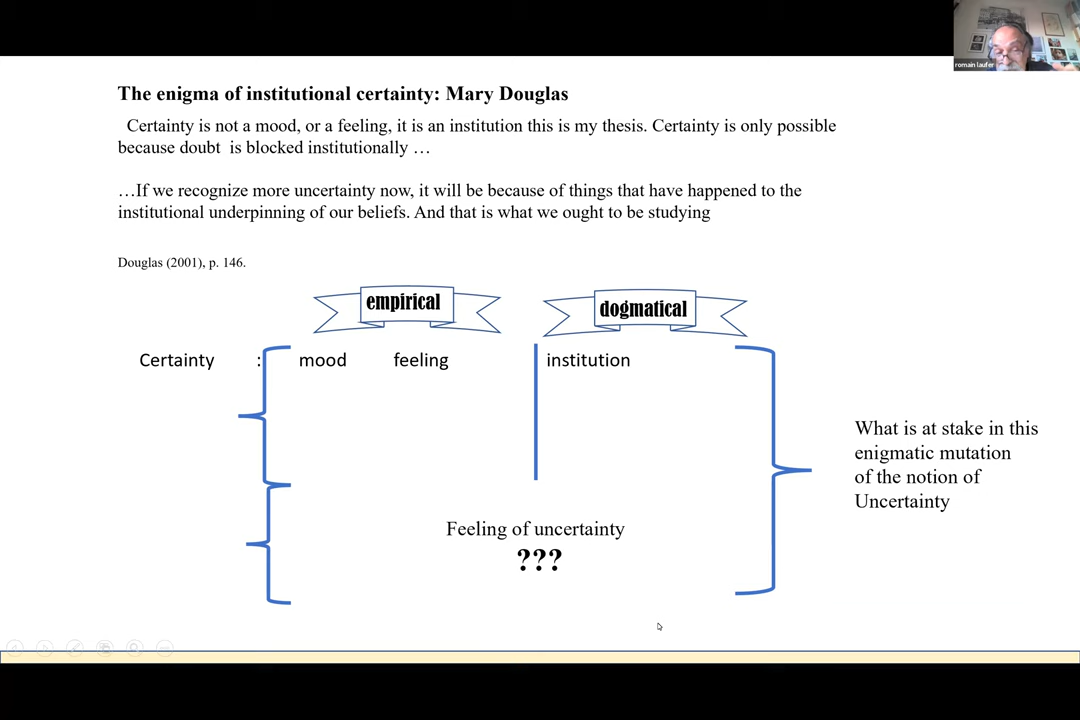 romain laufer
The enigma of institutional certainty: Mary Douglas
Certainty is not a mood, or a feeling, it is an institution this is my thesis. Certainty is only possible
because doubt is blocked institutionally …
…If we recognize more uncertainty now, it will be because of things that have happened to the
institutional underpinning of our beliefs. And that is what we ought to be studying
Douglas (2001), p. 146.
empirical
dogmatical
Certainty : mood feeling institution
What is at stake in this
enigmatic mutation
of the notion of
Uncertainty
Feeling of uncertainty
???